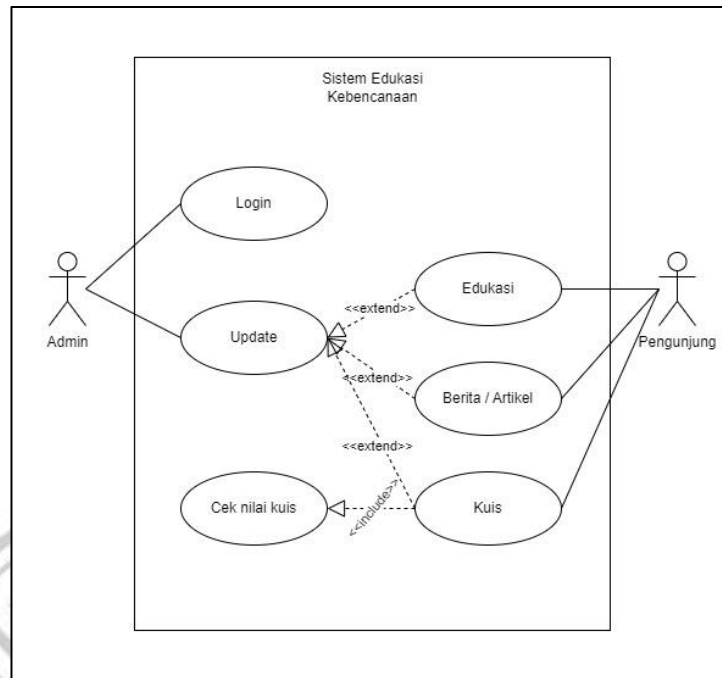 Sistem Edukasi
Kebencanaan
Login
Edukasi
<<extend>>
Admin
Update
Pengunjung
<<extend>>
Berita / Artikel
<<extend>>
Cek nilai kuis
<<include>>
Kuis